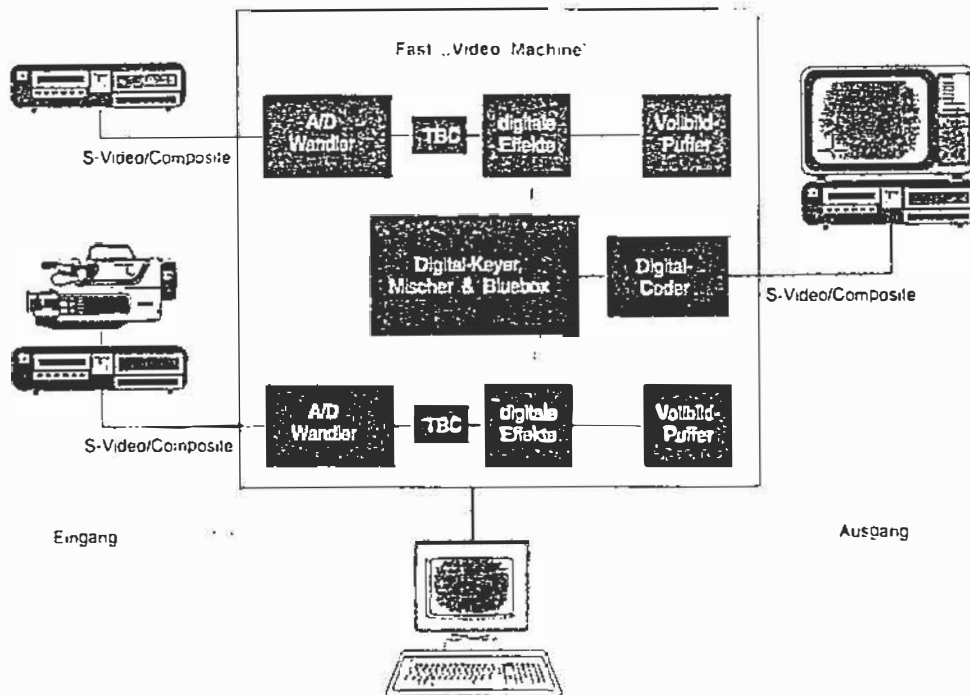 Fast „Video Machine"
A/D
Wandler
TBC
digitale
Effekte
Vollbild-
Puffer
S-Video/Composite
Digital-Keyer,
Mischer & Bluebox
Digital-
Coder
S-Video/Composite
A/D
Wandler
TBC
digitale
Effekte
Vollbild-
Puffer
S-Video/Composite
Eingang
Ausgang